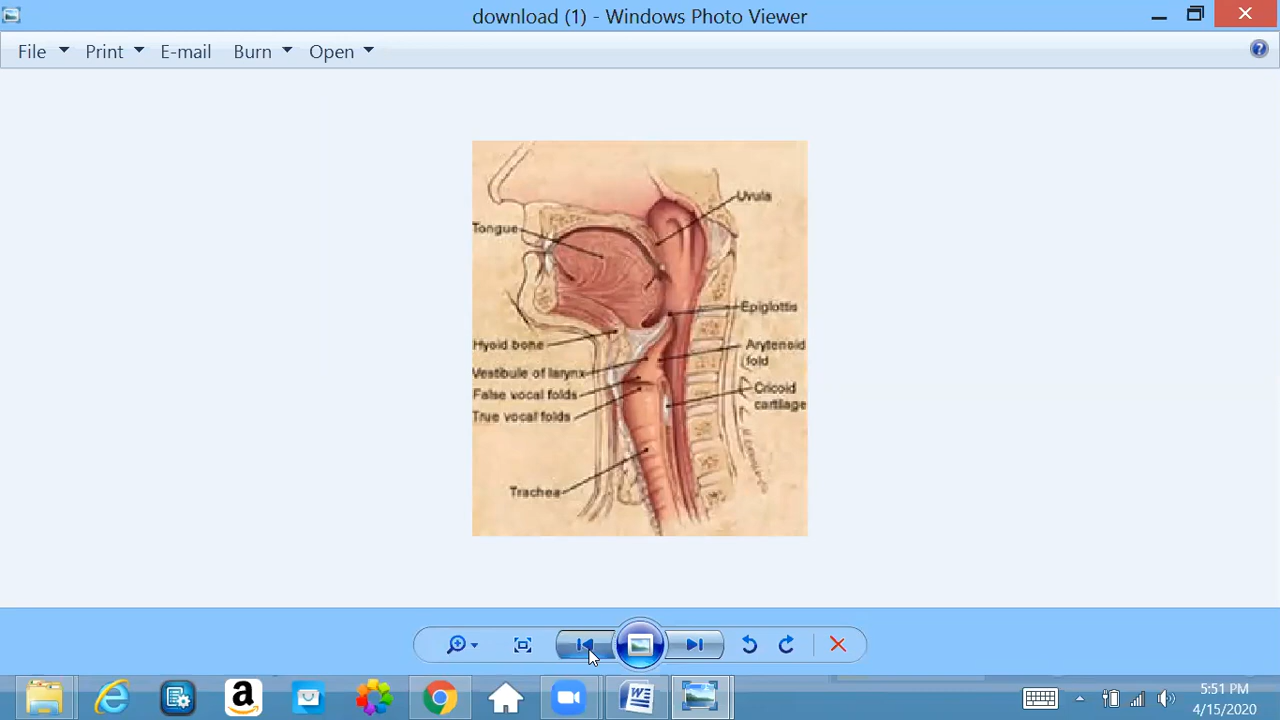 download (1) - Windows Photo Viewer
File Print E-mail Burn Open
Uvula
Tongue
Epiglottis
Hyoid bone
Arytenoid
fold
Vestibule of larynx
False vocal folds
Cricoid
cartilage
True vocal folds
Trachea
5:51 PM
4/15/2020